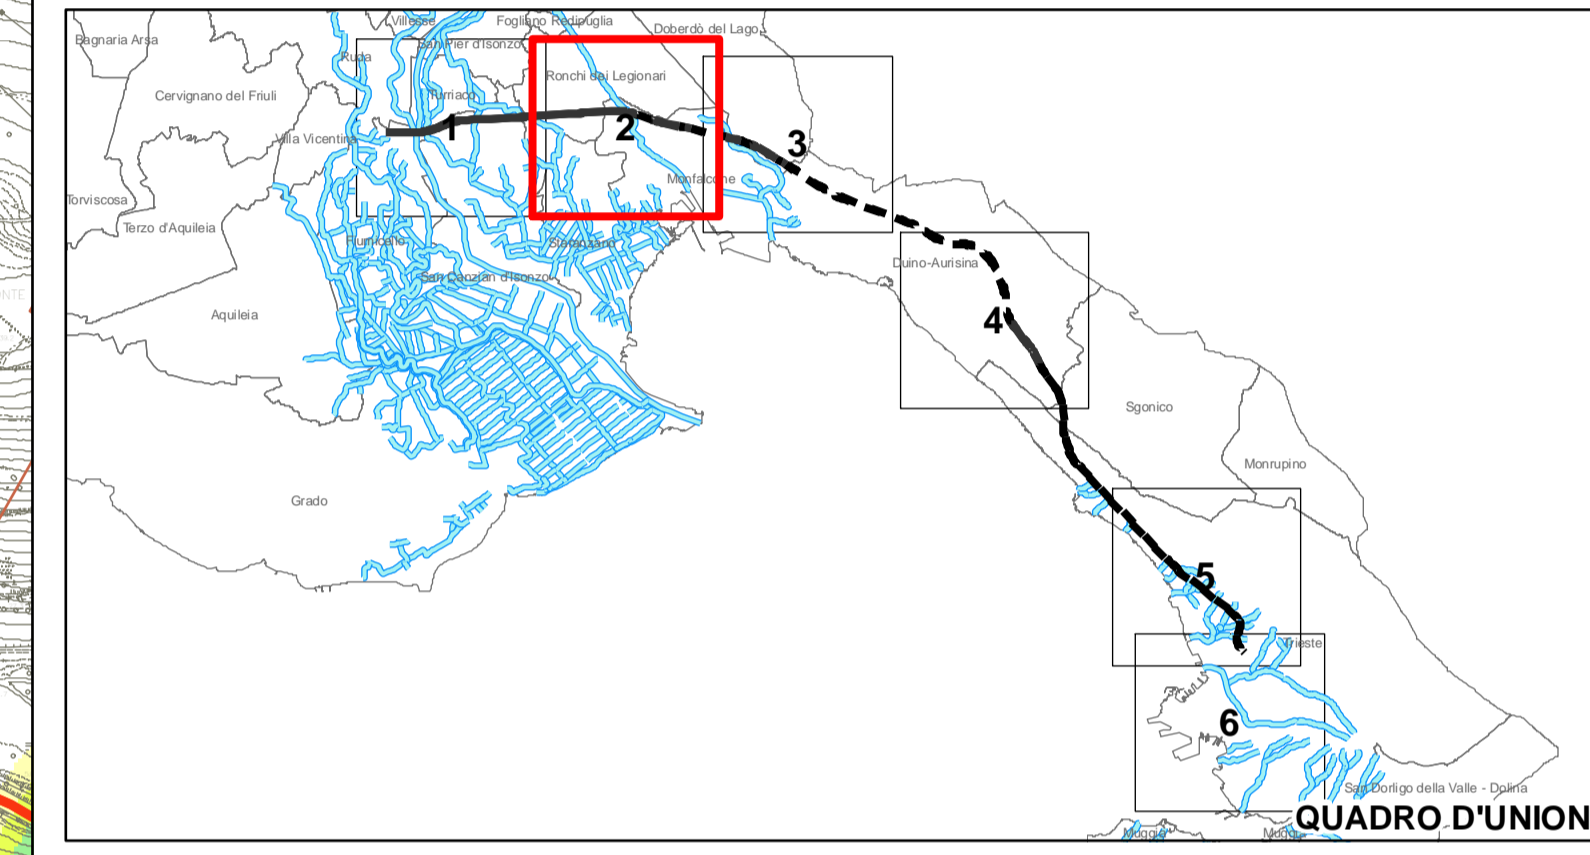 Villesse
Fogliano Redipuglia
Doberdò del Lago
Bagnaria Arsa
San Pier d'Isonzo
Ruda
Ronchi dei Legionari
Cervignano del Friuli
Turriaco
1
2
3
Villa Vicentina
Monfalcone
Torviscosa
Terzo d'Aquileia
Fiumicello
Staranzano
Duino-Aurisina
San Canzian d'Isonzo
NTE
Aquileia
4
Sgonico
Monrupino
Grado
5
Trieste
6
San Dorligo della Valle - Dolina
QUADRO D'UNION
Muggia